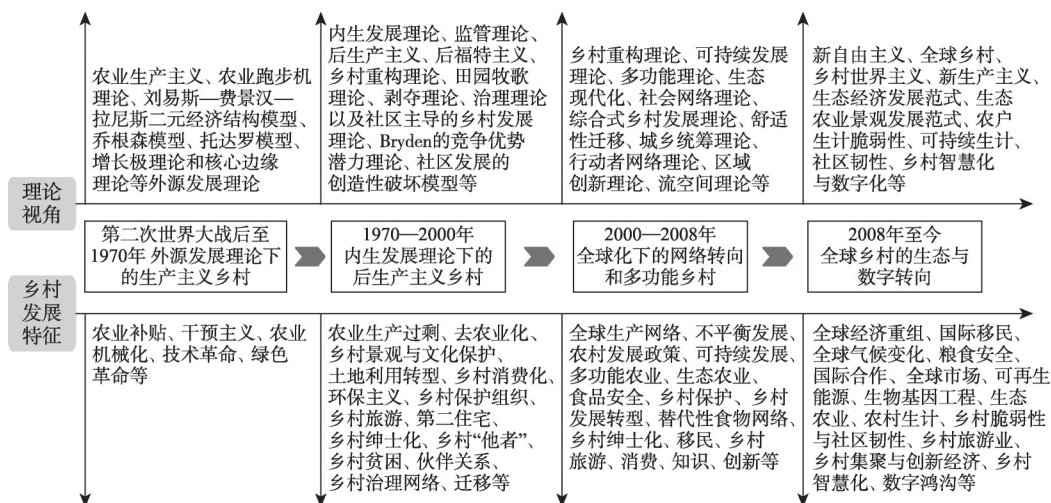 农业生产主义、农业跑步机
理论、刘易斯—费景汉—
拉尼斯二元经济结构模型、
乔根森模型、托达罗模型、
增长极理论和核心边缘
理论等外源发展理论
内生发展理论、监管理论、
后生产主义、后福特主义、
乡村重构理论、田园牧歌
理论、剥夺理论、治理理论
以及社区主导的乡村发展
理论、Bryden的竞争优势
潜力理论、社区发展的
创造性破坏模型等
乡村重构理论、可持续发展
理论、多功能理论、生态
现代化、社会网络理论、
综合式乡村发展理论、舒适
性迁移、城乡统筹理论、
行动者网络理论、区域
创新理论、流空间理论等
新自由主义、全球乡村、
乡村世界主义、新生产主义、
生态经济发展范式、生态
农业景观发展范式、农户
生计脆弱性、可持续生计、
社区韧性、乡村智慧化
与数字化等
理论
视角
第二次世界大战后至
1970年 外源发展理论下
的生产主义乡村
1970—2000年
内生发展理论下的
后生产主义乡村
2000—2008年
全球化下的网络转向
和多功能乡村
2008年至今
全球乡村的生态与
数字转向
乡村
发展
特征
农业补贴、干预主义、农业
机械化、技术革命、绿色
革命等
农业生产过剩、去农业化、
乡村景观与文化保护、
土地利用转型、乡村消费化、
环保主义、乡村保护组织、
乡村旅游、第二住宅、
乡村绅士化、乡村“他者”、
乡村贫困、伙伴关系、
乡村治理网络、迁移等
全球生产网络、不平衡发展、
农村发展政策、可持续发展、
多功能农业、生态农业、
食品安全、乡村保护、乡村
发展转型、替代性食物网络、
乡村绅士化、移民、乡村
旅游、消费、知识、创新等
全球经济重组、国际移民、
全球气候变化、粮食安全、
国际合作、全球市场、可再生
能源、生物基因工程、生态
农业、农村生计、乡村脆弱性
与社区韧性、乡村旅游业、
乡村集聚与创新经济、乡村
智慧化、数字鸿沟等